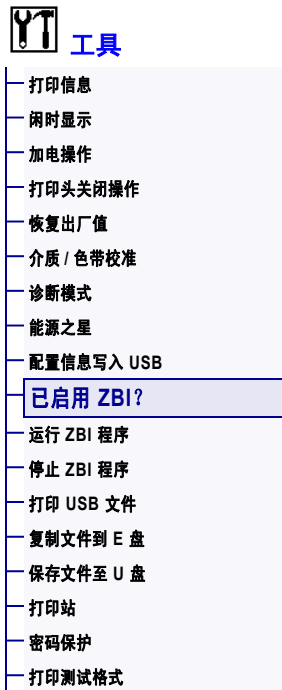 工具
打印信息
闲时显示
加电操作
打印头关闭操作
恢复出厂值
介质 / 色带校准
诊断模式
能源之星
配置信息写入 USB
已启用 ZBI？
运行 ZBI 程序
停止 ZBI 程序
打印 USB 文件
复制文件到 E 盘
保存文件至 U 盘
打印站
密码保护
打印测试格式